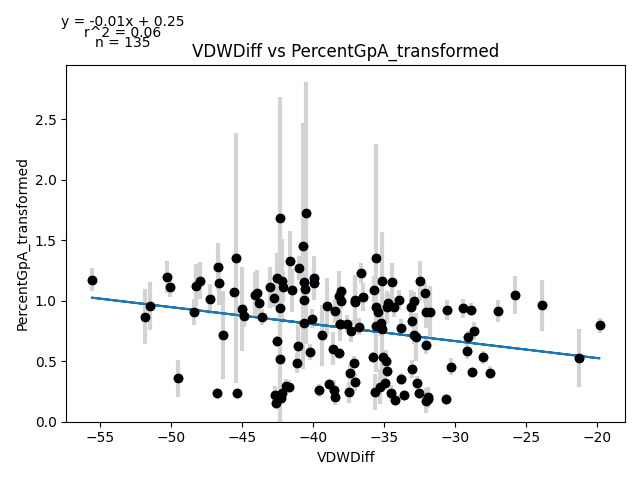 y = -0.01x + 0.25
r^2 = 0.06
n = 135
VDWDiff vs PercentGpA_transformed
PercentGpA_transformed
2.5
2.0
1.5
1.0
0.5
0.0
−55
−50
−45
−40
−35
−30
−25
−20
VDWDiff